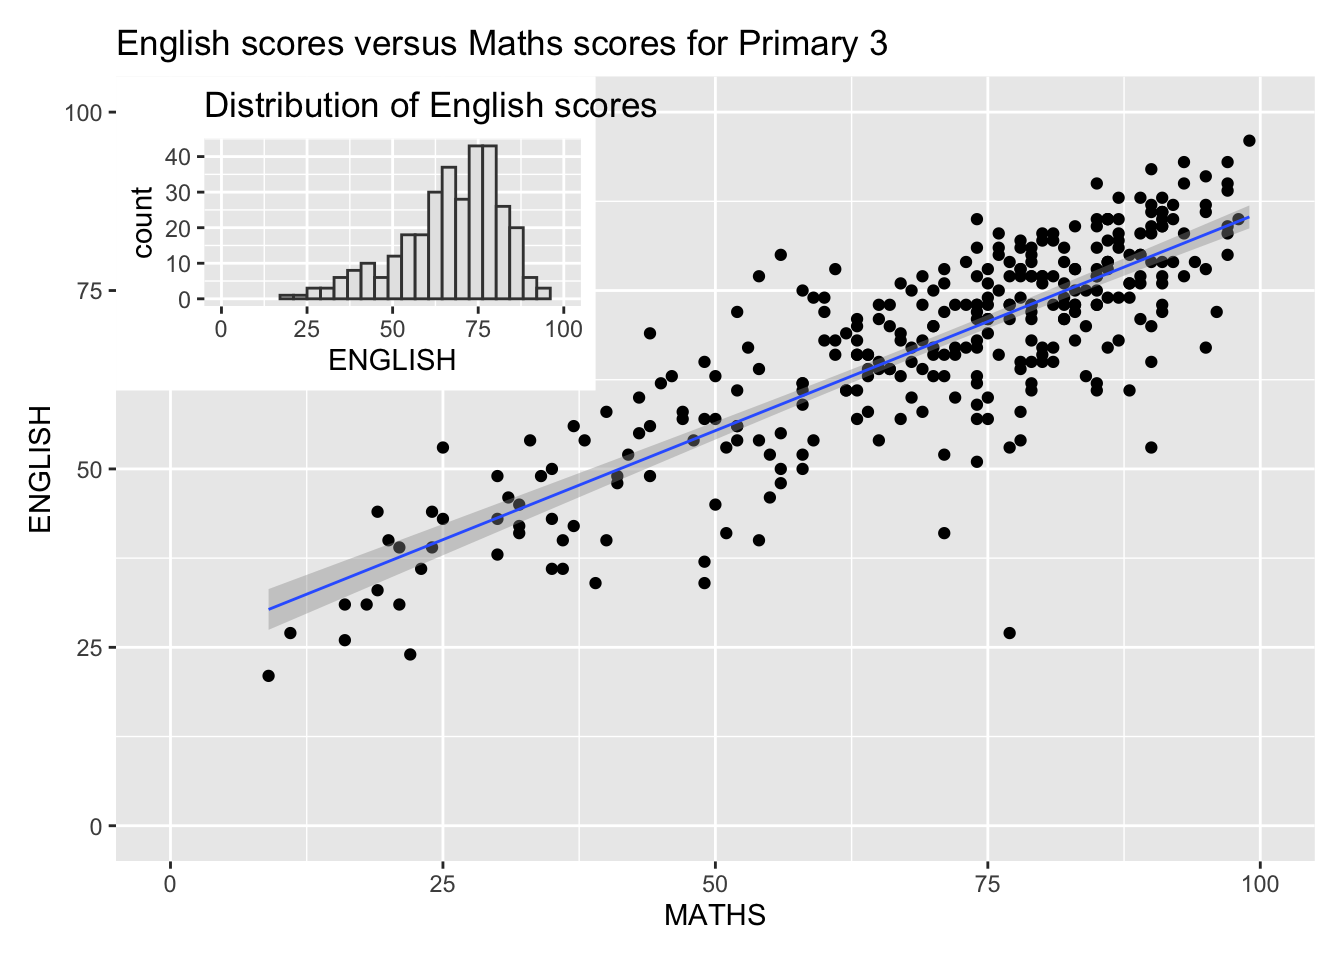 English scores versus Maths scores for Primary 3
Distribution of English scores
40
30
20
10
0
count
0 25 50 75 100
ENGLISH
100
75
50
25
0
ENGLISH
0 25 50 75 100
MATHS